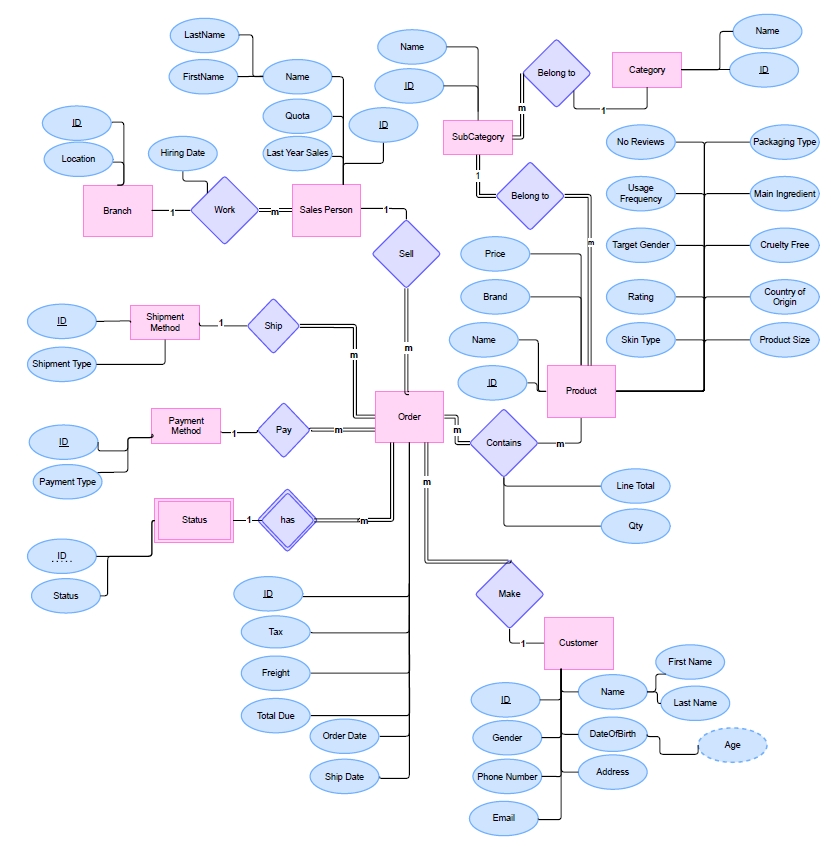 LastName
FirstName
Name
Quota
Last Year Sales
ID
Name
ID
Belong to
Category
Name
ID
m
1
ID
Location
Hiring Date
Branch
1
Work
m
Sales Person
1
Sell
m
SubCategory
1
Belong to
m
No Reviews
Usage
Frequency
Target Gender
Rating
Skin Type
Packaging Type
Main Ingredient
Cruelty Free
Country of
Origin
Product Size
Price
Brand
Name
ID
Product
ID
Shipment Type
Shipment
Method
1
Ship
m
ID
Payment Type
Payment
Method
1
Pay
m
Order
m
Contains
m
Line Total
Qty
Status
1
has
m
ID
Status
m
Make
1
Customer
ID
Tax
Freight
Total Due
Order Date
Ship Date
ID
Gender
Phone Number
Email
Name
First Name
Last Name
DateOfBirth
Age
Address